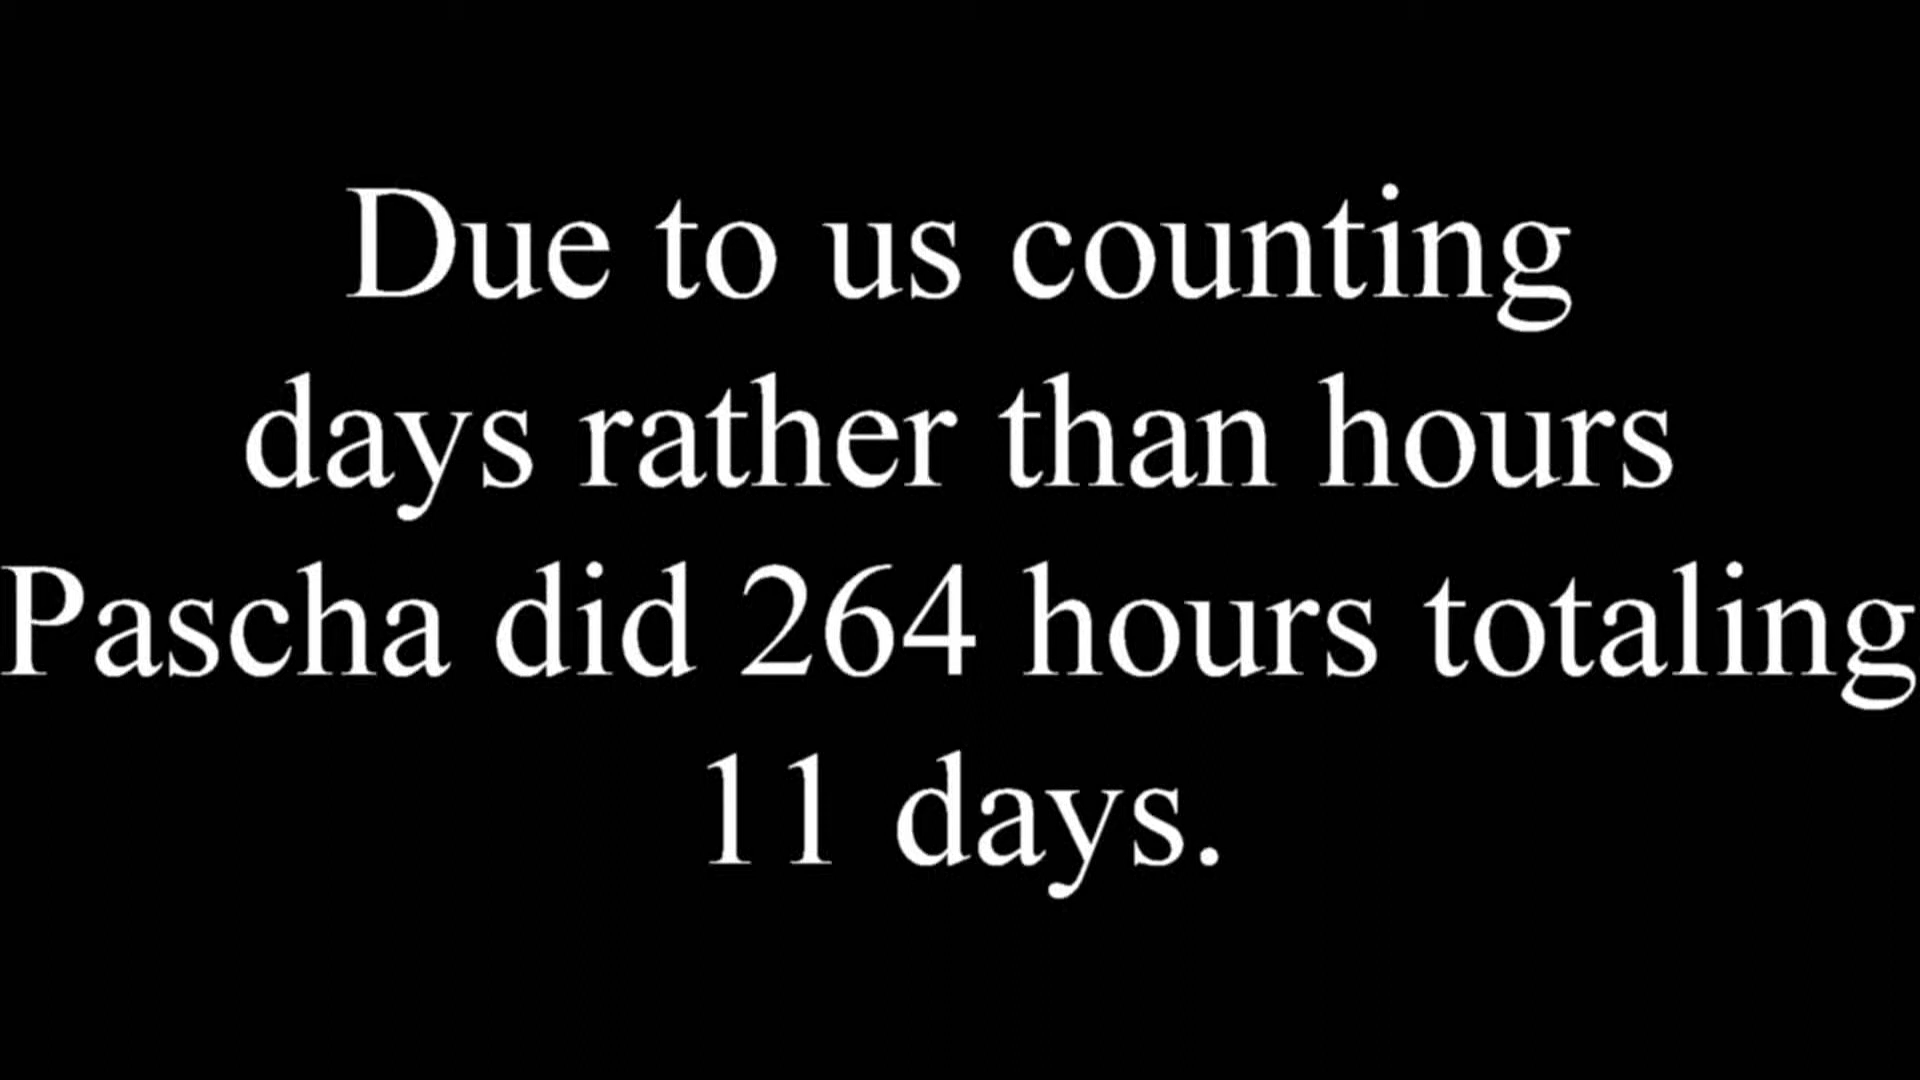 Due to us counting
days rather than hours
Pascha did 264 hours totaling
11 days.